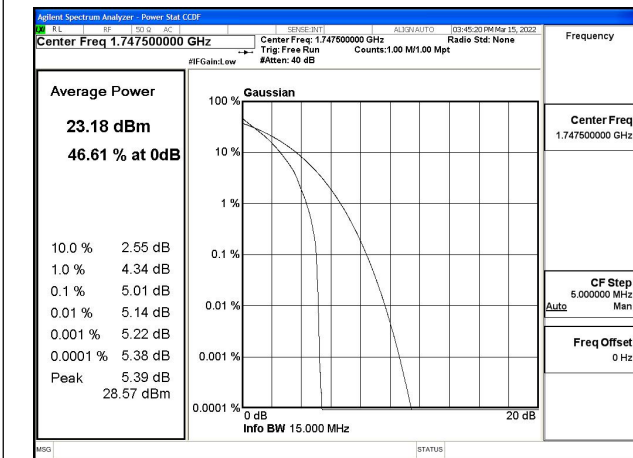 Agilent Spectrum Analyzer - Power Stat CCDF
RL RF 50 Ω AC SENSE:INT ALIGN AUTO 03:45:20 PM Mar 15, 2022
Center Freq 1.747500000 GHz
Center Freq: 1.747500000 GHz Radio Std: None
Trig: Free Run Counts:1.00 M/1.00 Mpt
#IFGain:Low #Atten: 40 dB
Frequency
Average Power
23.18 dBm
46.61 % at 0dB
10.0 % 2.55 dB
1.0 % 4.34 dB
0.1 % 5.01 dB
0.01 % 5.14 dB
0.001 % 5.22 dB
0.0001 % 5.38 dB
Peak 5.39 dB
28.57 dBm
Gaussian
100 %
10 %
1 %
0.1 %
0.01 %
0.001 %
0.0001 %
0 dB 20 dB
Info BW 15.000 MHz
Center Freq
1.747500000 GHz
CF Step
5.000000 MHz
Auto Man
Freq Offset
0 Hz
MSG STATUS